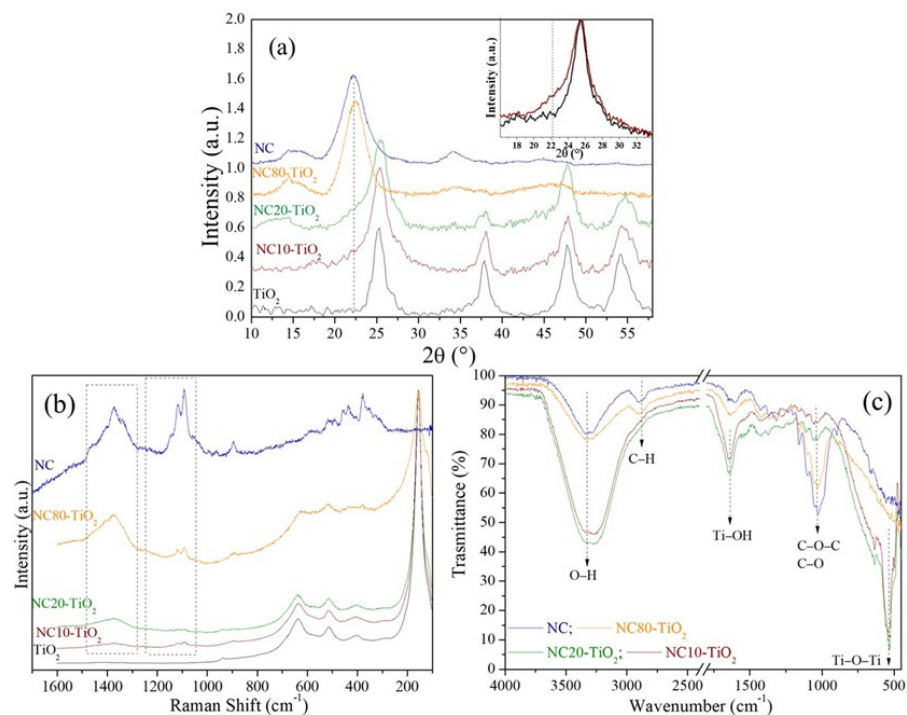 (a)
Intensity (a.u.)
2.0
1.8
1.6
1.4
1.2
1.0
0.8
0.6
0.4
0.2
0.0
NC
NC80-TiO₂
NC20-TiO₂
NC10-TiO₂
TiO₂
10 15 20 25 30 35 40 45 50 55
2θ (°)
Intensity (a.u.)
18 20 22 24 26 28 30 32
2θ (°)
(b)
Intensity (a.u.)
NC
NC80-TiO₂
NC20-TiO₂
NC10-TiO₂
TiO₂
1600 1400 1200 1000 800 600 400 200
Raman Shift (cm⁻¹)
(c)
Trasmittance (%)
100
90
80
70
60
50
40
30
20
10
0
O–H
C–H
Ti–OH
C–O–C
C–O
Ti–O–Ti
NC; NC80-TiO₂
NC20-TiO₂; NC10-TiO₂
4000 3500 3000 2500 1500 1000 500
Wavenumber (cm⁻¹)